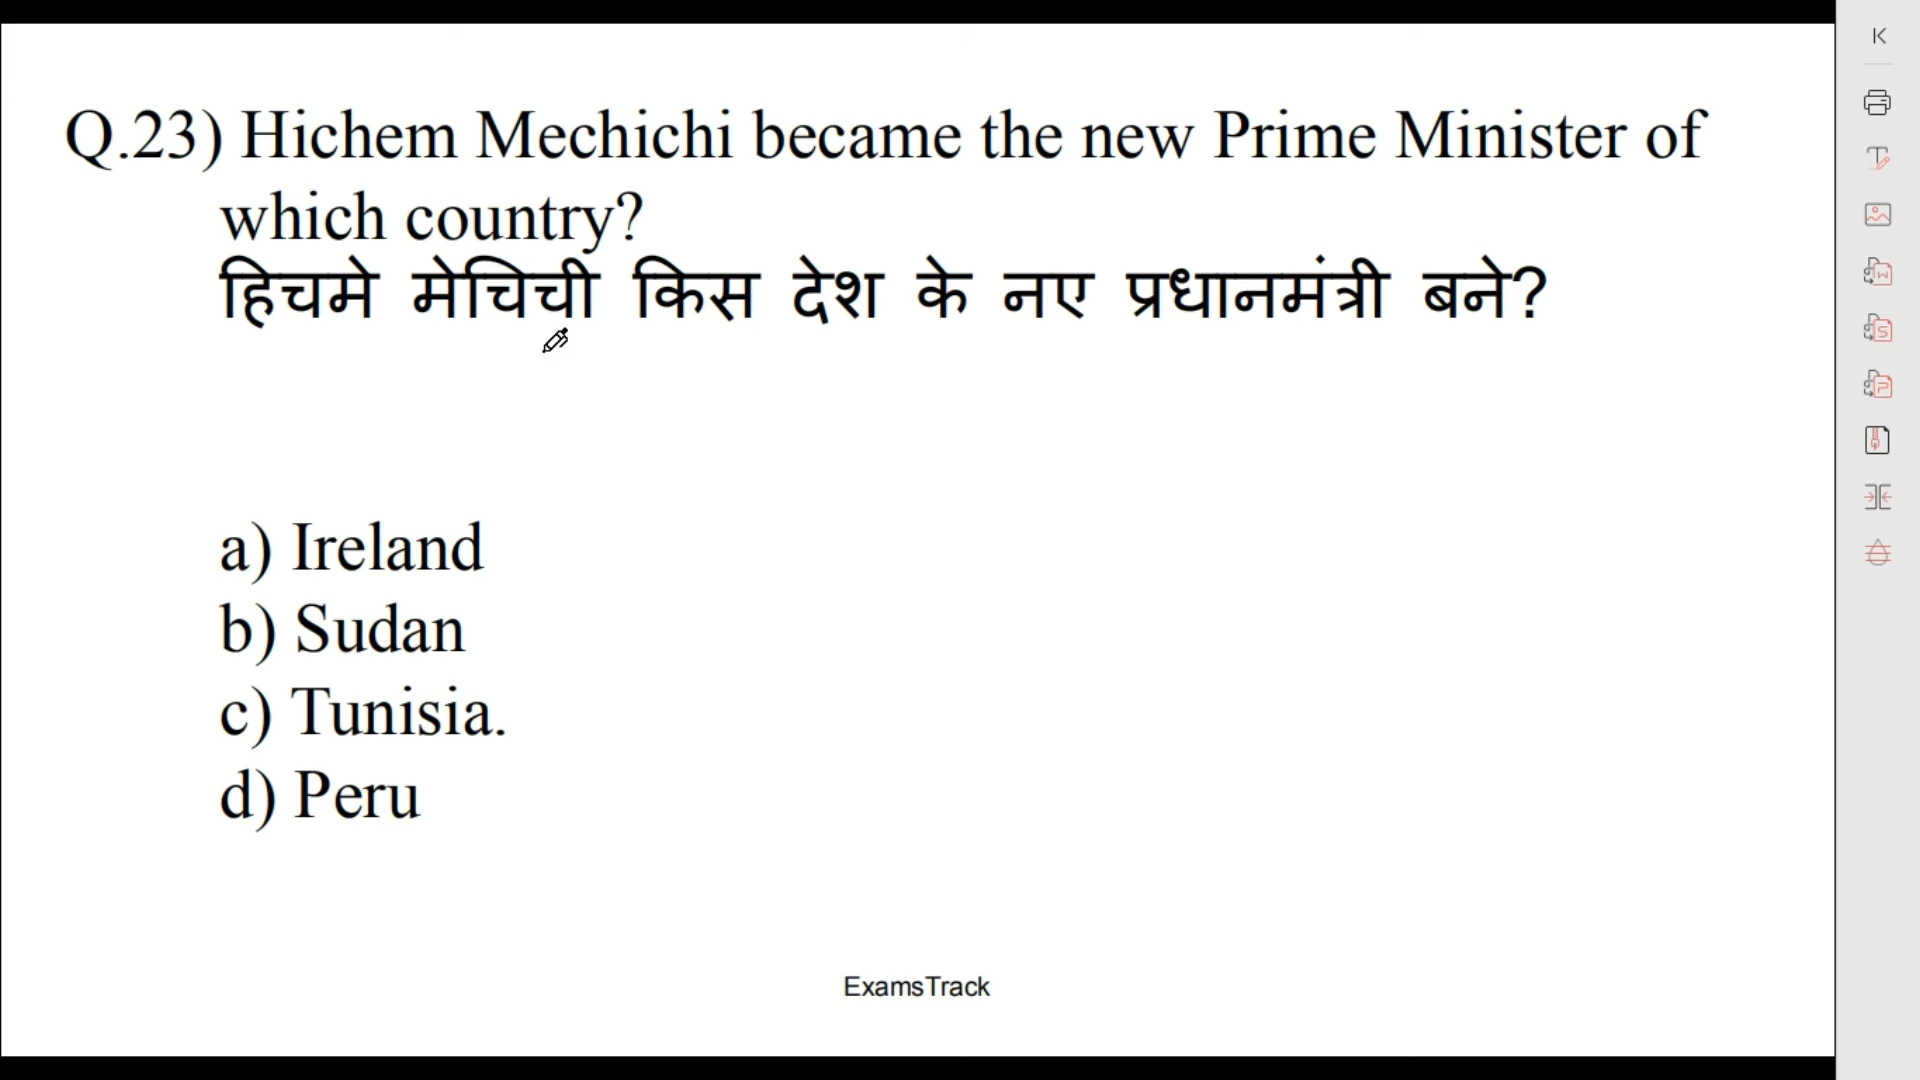 Q.23) Hichem Mechichi became the new Prime Minister of
which country?
हिचमे मेचिची किस देश के नए प्रधानमंत्री बने?
a) Ireland
b) Sudan
c) Tunisia.
d) Peru
ExamsTrack